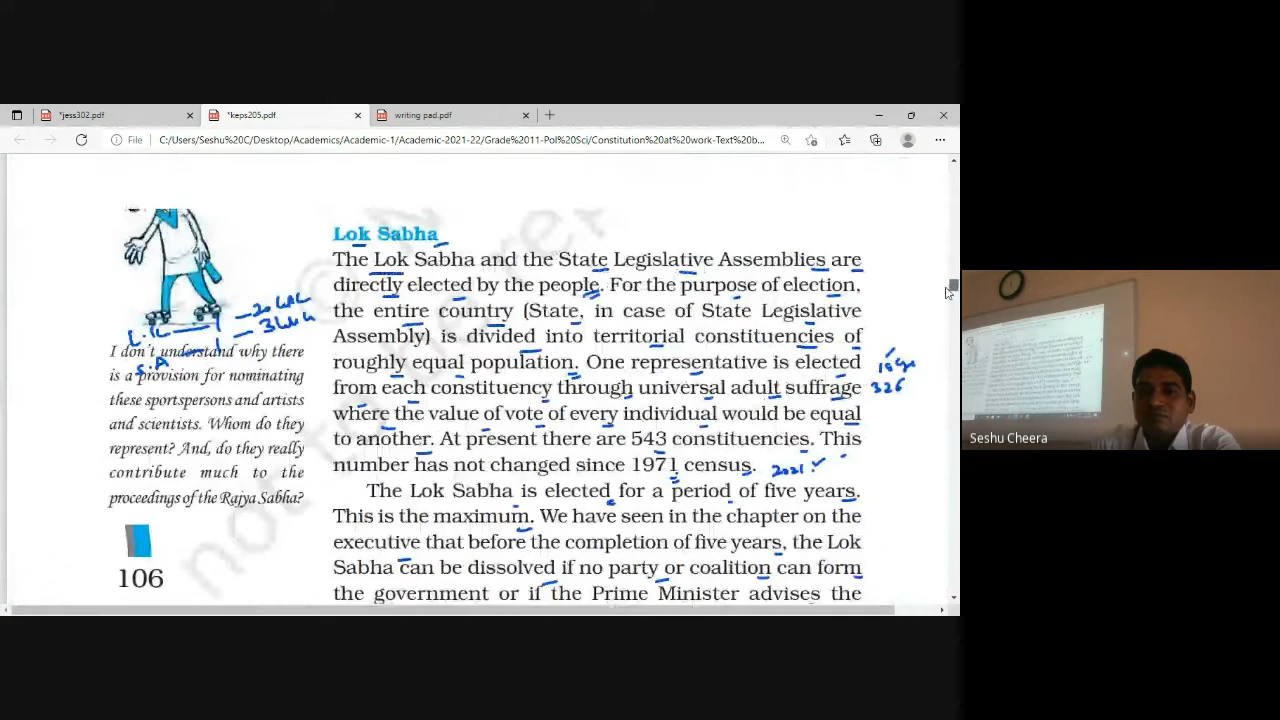 *jess302.pdf
*keps205.pdf
writing pad.pdf
File
C:/Users/Seshu%20C/Desktop/Academics/Academic-1/Academic-2021-22/Grade%2011-Pol%20Sci/Constitution%20at%20work-Text%20b...
Lok Sabha
The Lok Sabha and the State Legislative Assemblies are
directly elected by the people. For the purpose of election,
the entire country (State, in case of State Legislative
Assembly) is divided into territorial constituencies of
roughly equal population. One representative is elected
from each constituency through universal adult suffrage
where the value of vote of every individual would be equal
to another. At present there are 543 constituencies. This
number has not changed since 1971 census. 2021
326
The Lok Sabha is elected for a period of five years.
This is the maximum. We have seen in the chapter on the
executive that before the completion of five years, the Lok
Sabha can be dissolved if no party or coalition can form
the government or if the Prime Minister advises the
S.A
I don't understand why there
is a provision for nominating
these sportspersons and artists
and scientists. Whom do they
represent? And, do they really
contribute much to the
proceedings of the Rajya Sabha?
106
Seshu Cheera